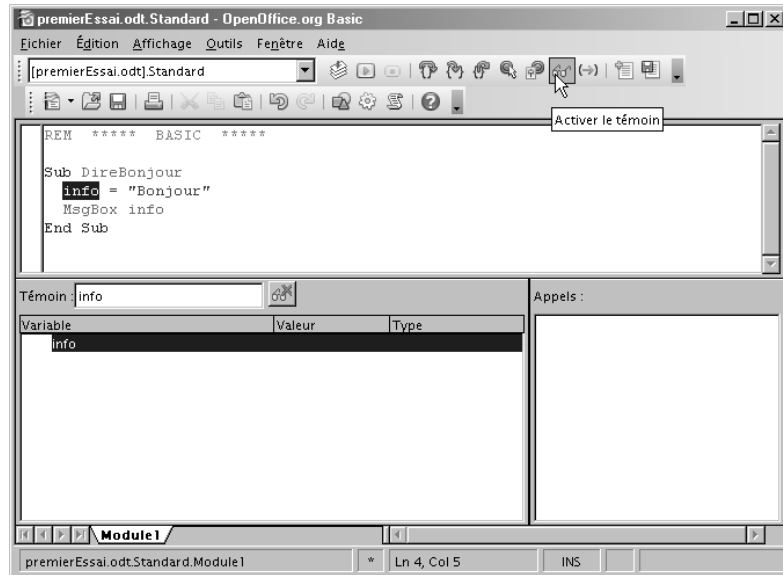 premierEssai.odt.Standard - OpenOffice.org Basic
Fichier Édition Affichage Outils Fenêtre Aide
[premierEssai.odt].Standard
Activer le témoin
REM ***** BASIC *****
Sub DireBonjour
info = "Bonjour"
MsgBox info
End Sub
Témoin : info
Appels :
Variable Valeur Type
info
Module1
premierEssai.odt.Standard.Module1 * Ln 4, Col 5 INS